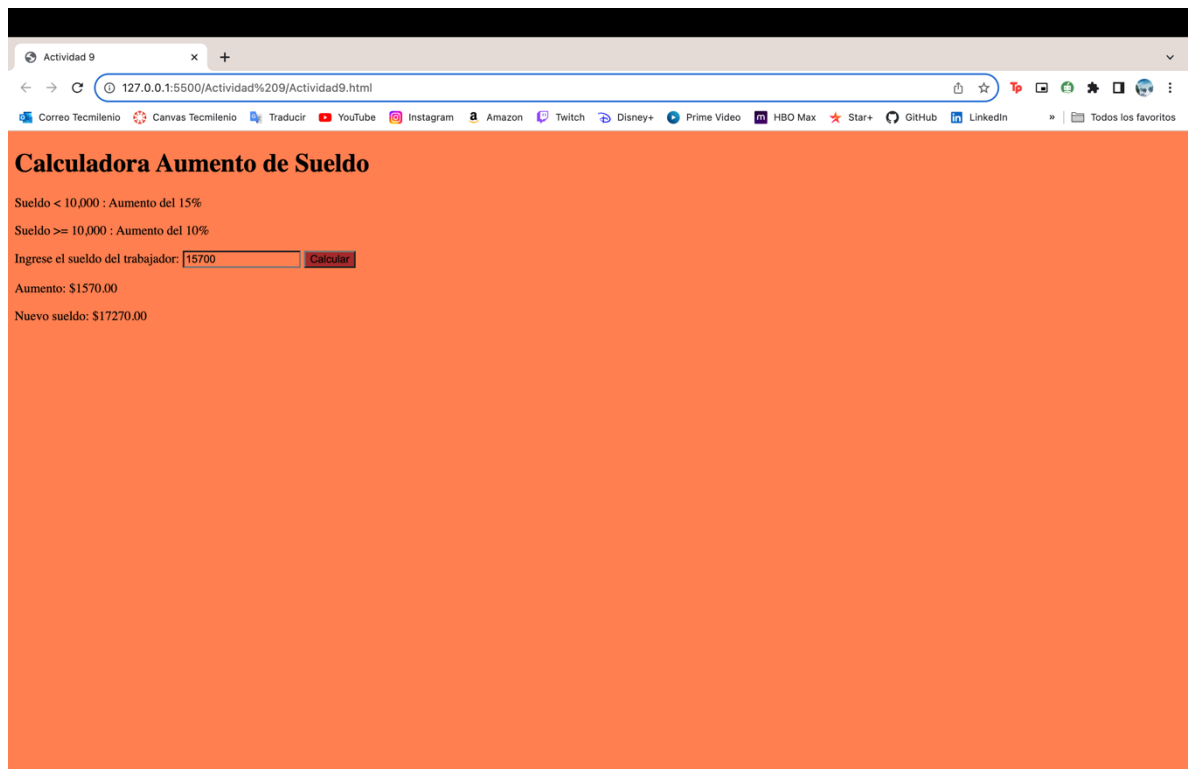 Actividad 9
127.0.0.1:5500/Actividad%209/Actividad9.html
Correo Tecmilenio Canvas Tecmilenio Traducir YouTube Instagram Amazon Twitch Disney+ Prime Video HBO Max Star+ GitHub LinkedIn » Todos los favoritos
Calculadora Aumento de Sueldo
Sueldo < 10,000 : Aumento del 15%
Sueldo >= 10,000 : Aumento del 10%
Ingrese el sueldo del trabajador: 15700 Calcular
Aumento: $1570.00
Nuevo sueldo: $17270.00